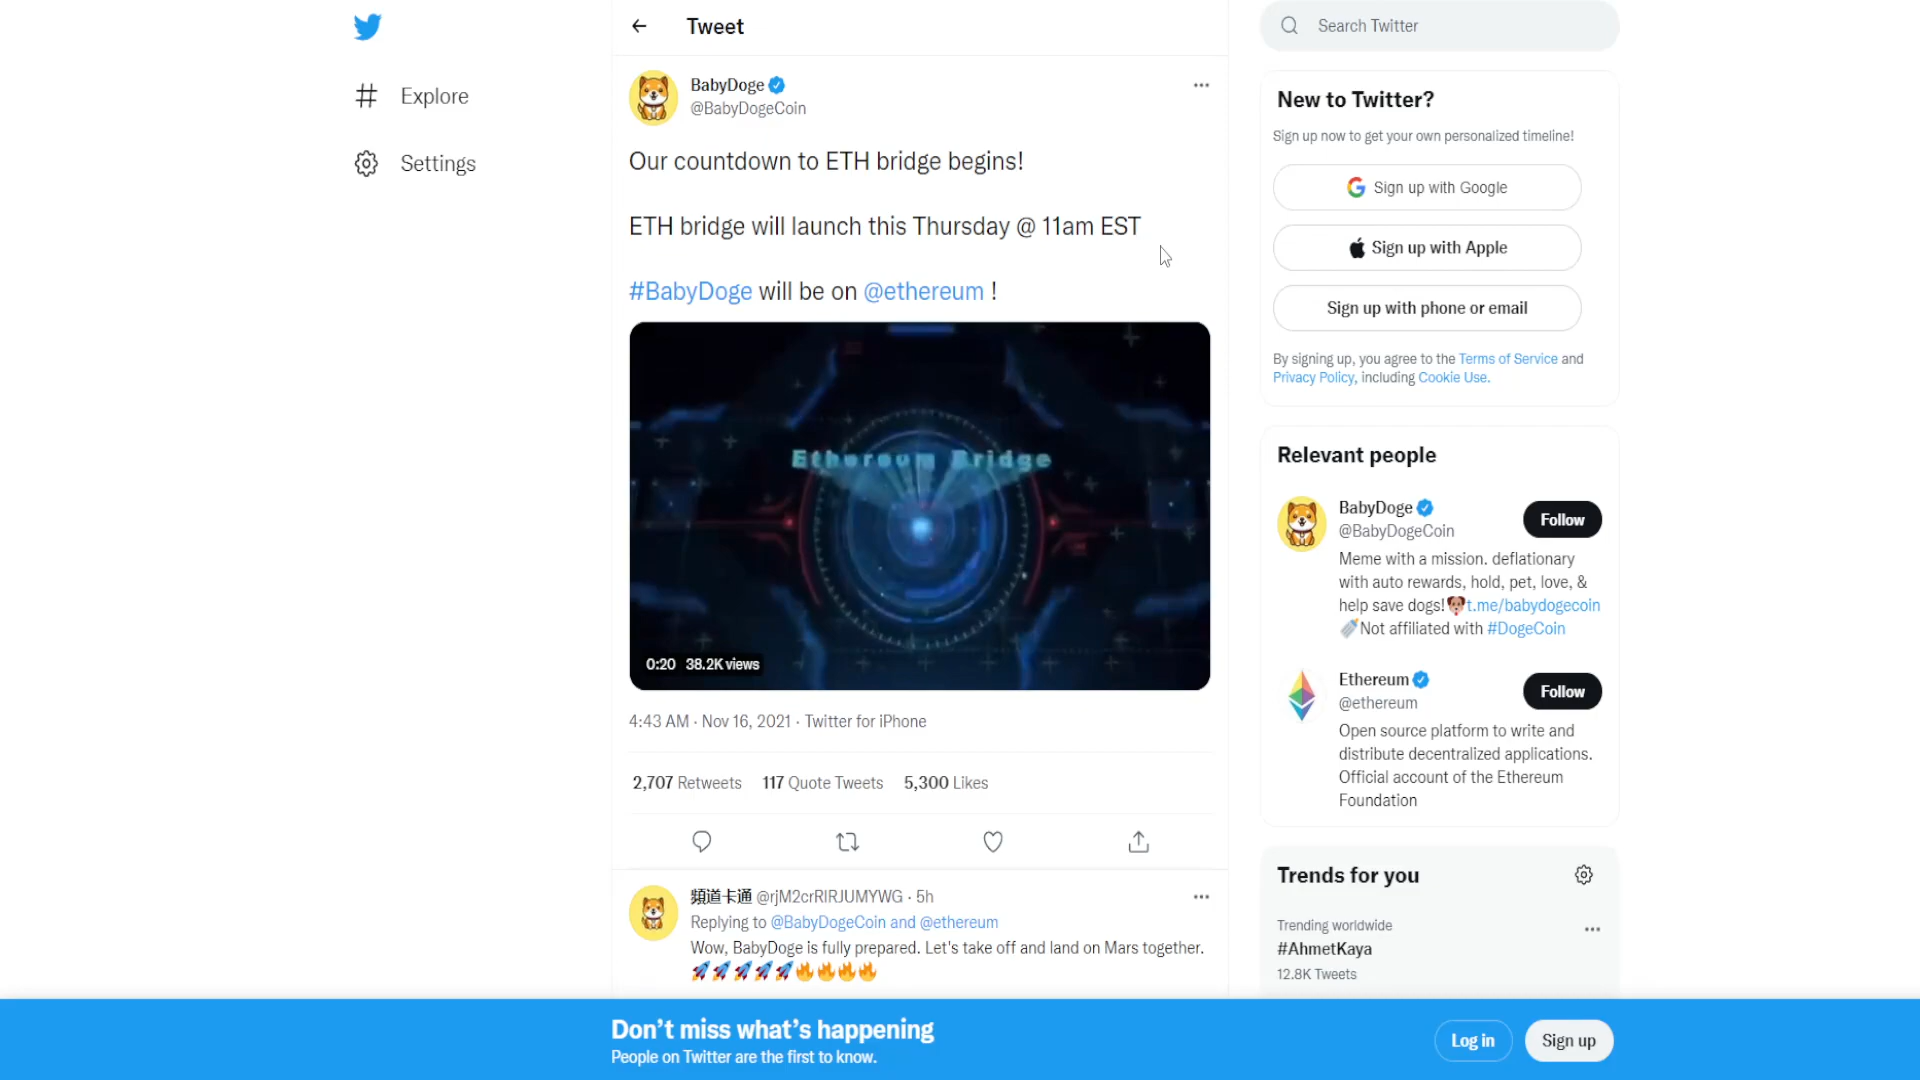 Tweet
Search Twitter
Explore
Settings
BabyDoge
@BabyDogeCoin
Our countdown to ETH bridge begins!
ETH bridge will launch this Thursday @ 11am EST
#BabyDoge will be on @ethereum !
Ethereum Bridge
0:20 38.2K views
4:43 AM · Nov 16, 2021 · Twitter for iPhone
2,707 Retweets 117 Quote Tweets 5,300 Likes
頻道卡通 @rjM2crRIRJUMYWG · 5h
Replying to @BabyDogeCoin and @ethereum
Wow, BabyDoge is fully prepared. Let's take off and land on Mars together.
🚀🚀🚀🚀🚀🔥🔥🔥🔥
New to Twitter?
Sign up now to get your own personalized timeline!
Sign up with Google
Sign up with Apple
Sign up with phone or email
By signing up, you agree to the Terms of Service and
Privacy Policy, including Cookie Use.
Relevant people
BabyDoge
@BabyDogeCoin
Follow
Meme with a mission. deflationary
with auto rewards, hold, pet, love, &
help save dogs!🐶t.me/babydogecoin
🍼Not affiliated with #DogeCoin
Ethereum
@ethereum
Follow
Open source platform to write and
distribute decentralized applications.
Official account of the Ethereum
Foundation
Trends for you
Trending worldwide
#AhmetKaya
12.8K Tweets
Don't miss what's happening
People on Twitter are the first to know.
Log in
Sign up